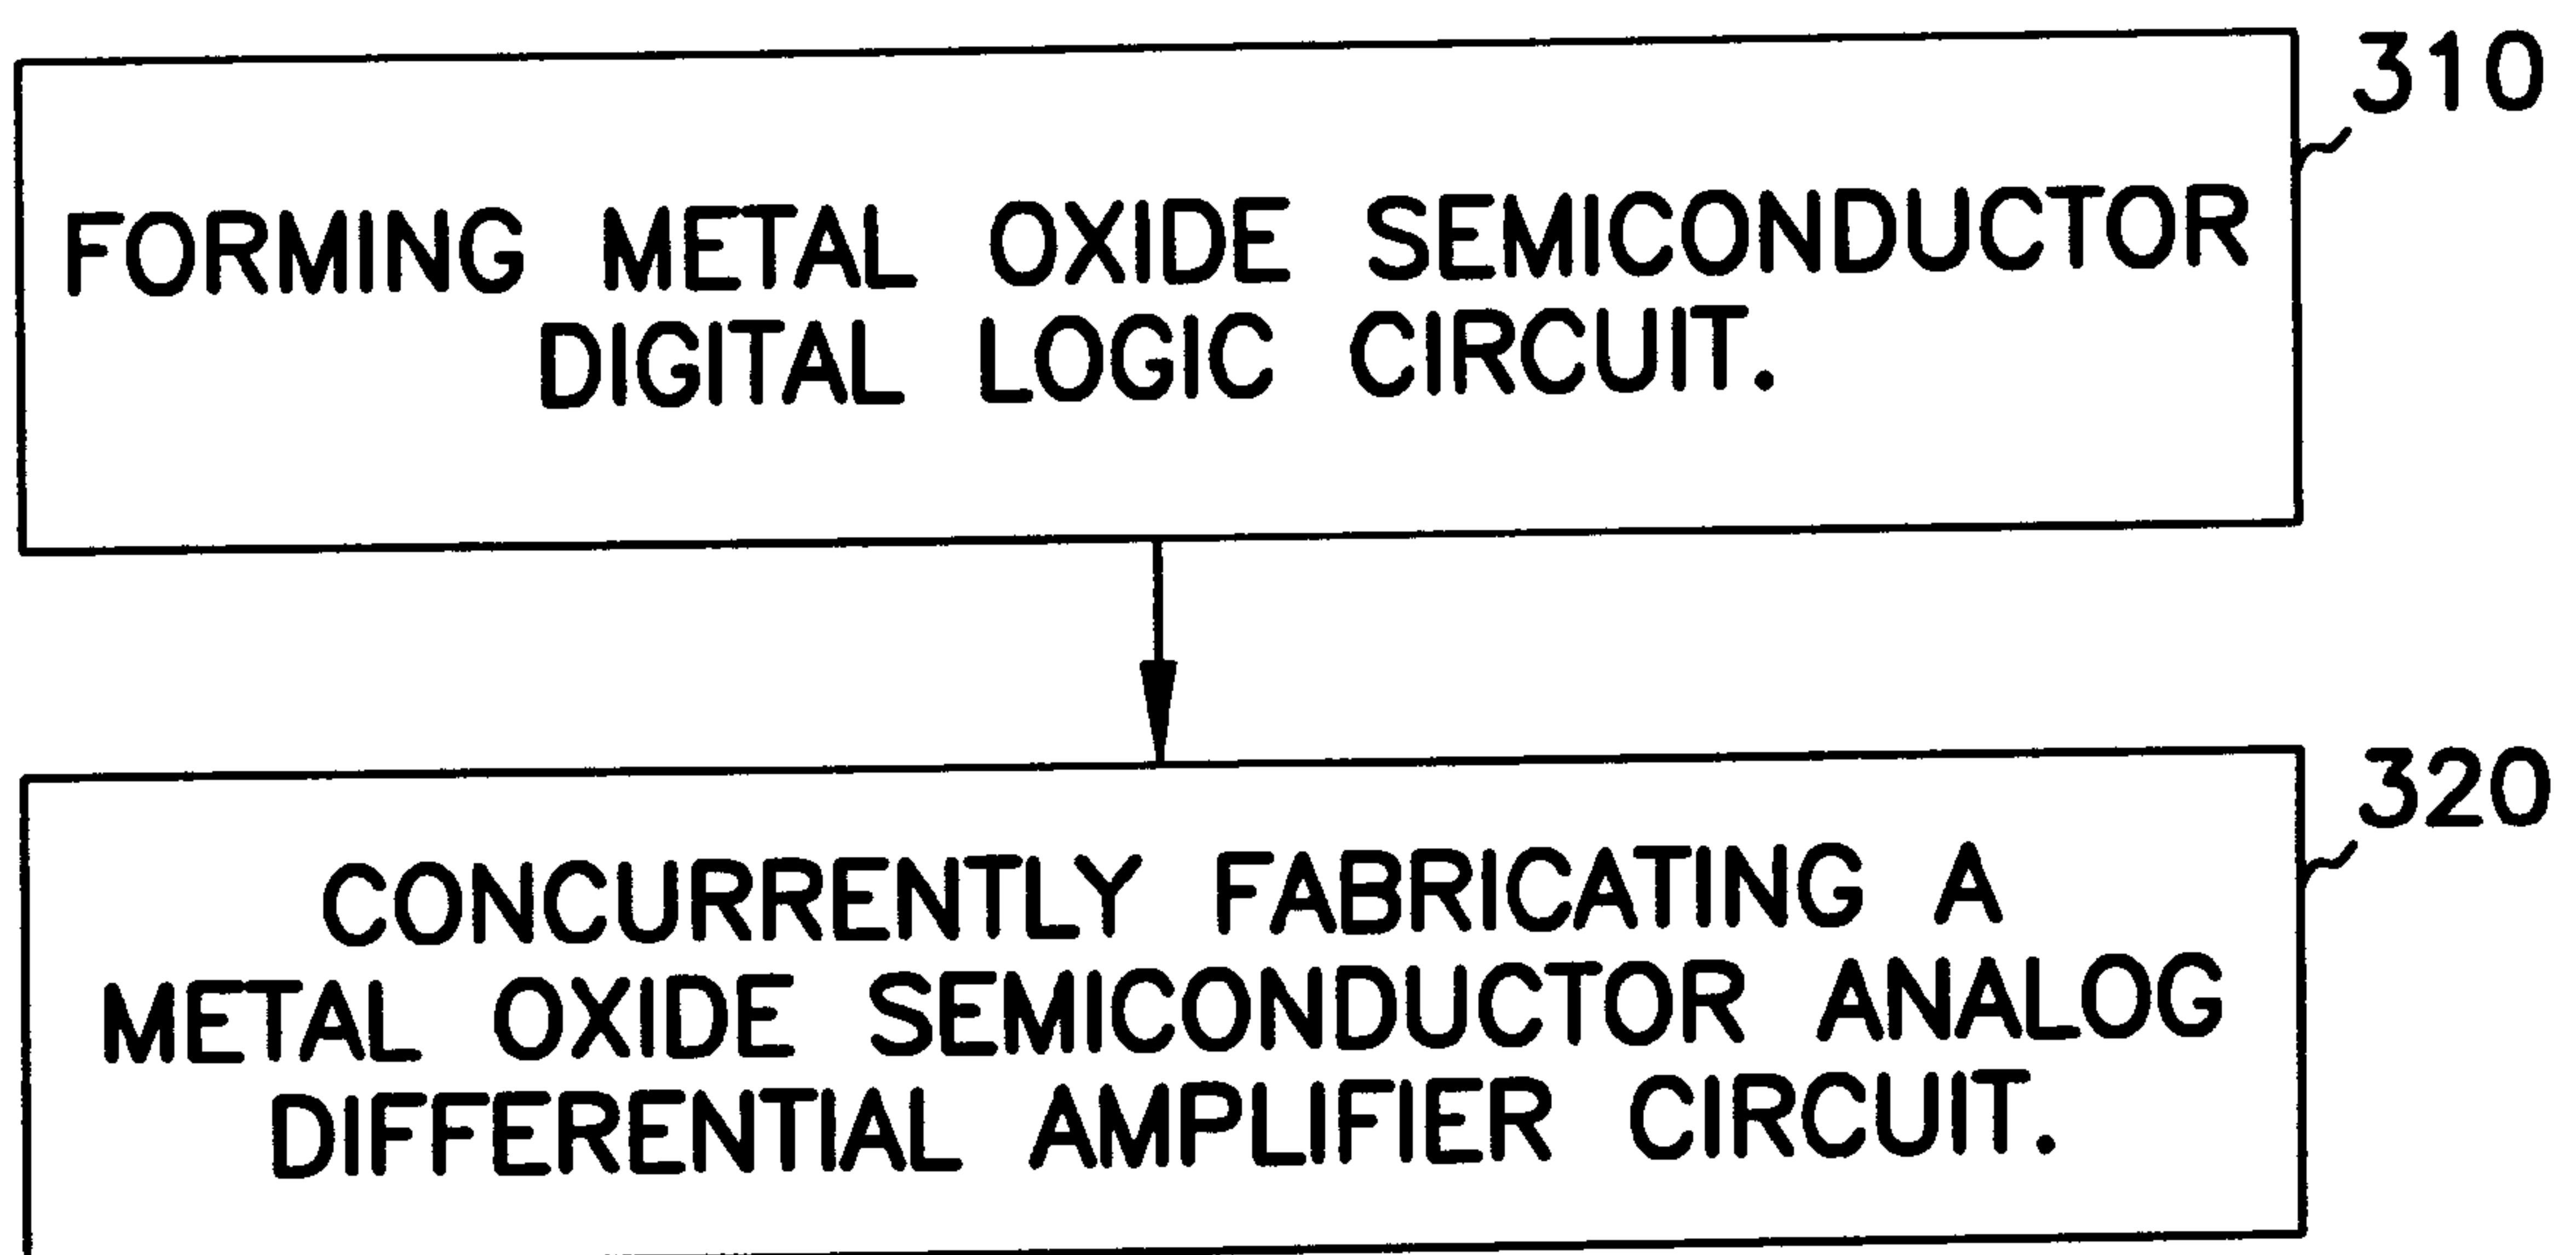 310
FORMING METAL OXIDE SEMICONDUCTOR
DIGITAL LOGIC CIRCUIT.
320
CONCURRENTLY FABRICATING A
METAL OXIDE SEMICONDUCTOR ANALOG
DIFFERENTIAL AMPLIFIER CIRCUIT.